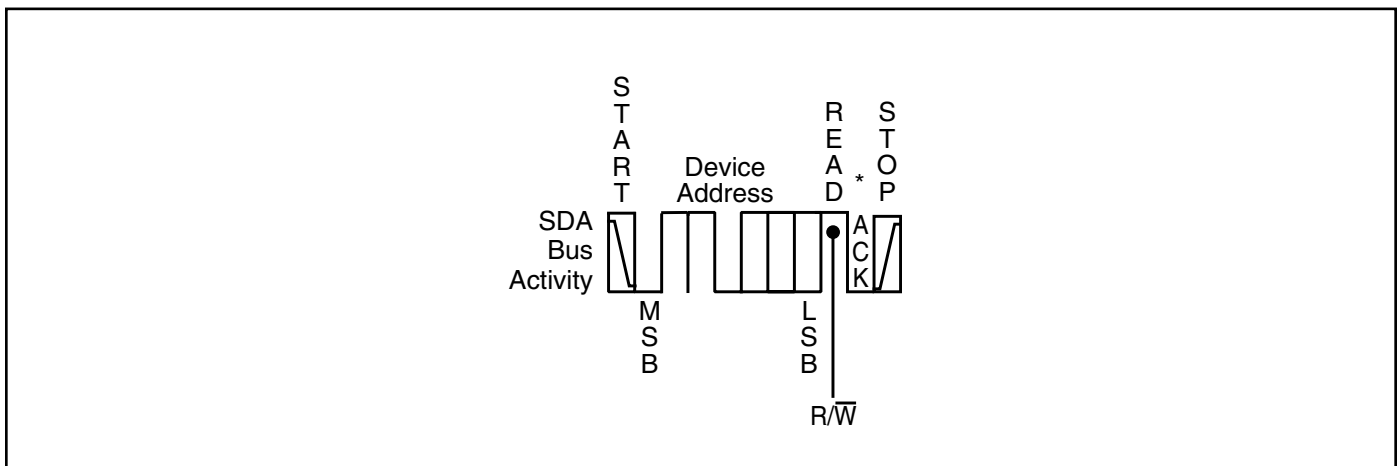 START
READ
*
STOP
Device
Address
SDA
Bus
Activity
ACK
MSB
LSB
R/W̅